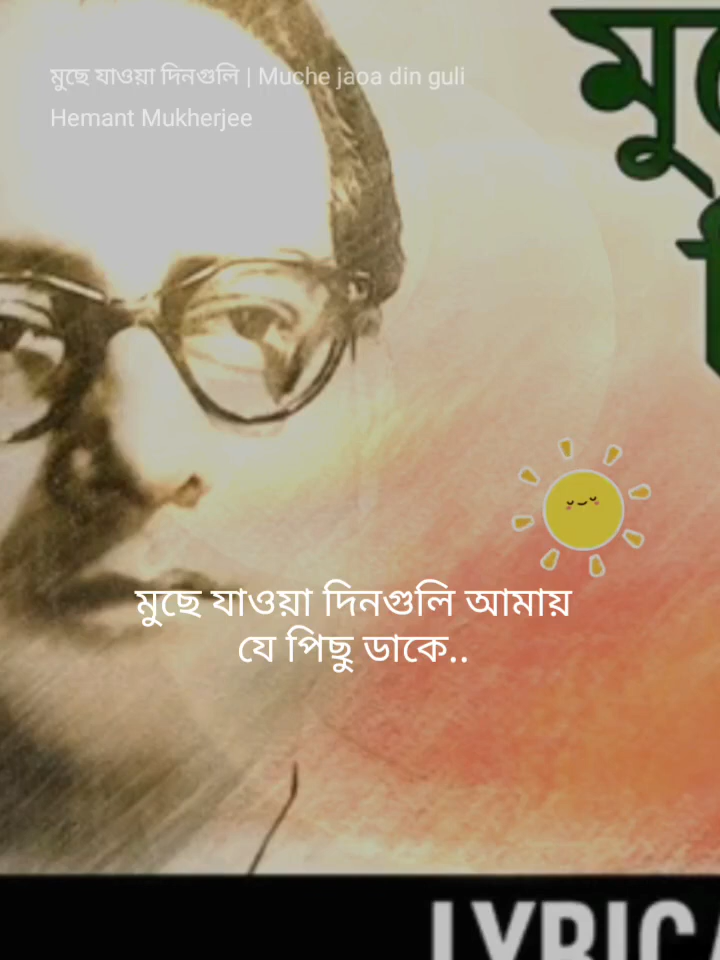 মুছে যাওয়া দিনগুলি | Muche jaoa din guli
Hemant Mukherjee
মুছে যাওয়া দিনগুলি আমায়
যে পিছু ডাকে..